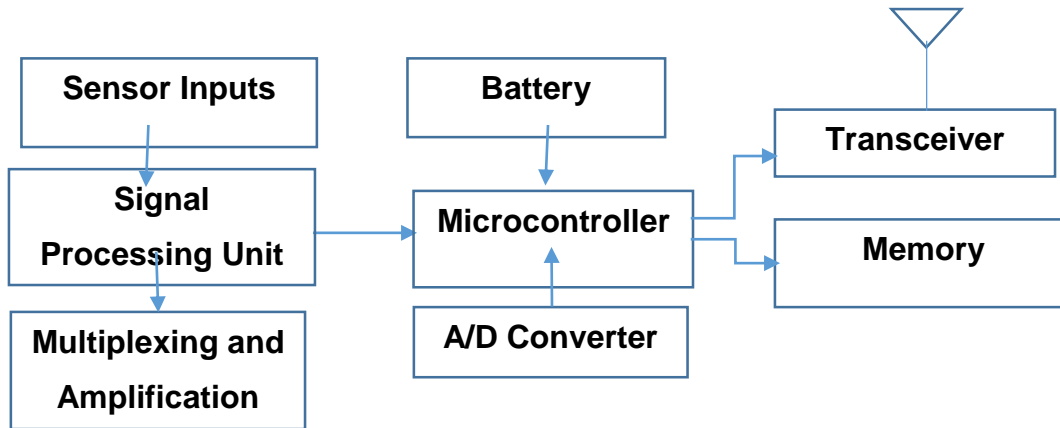 Sensor Inputs
Signal
Processing Unit
Multiplexing and
Amplification
Battery
Microcontroller
A/D Converter
Transceiver
Memory